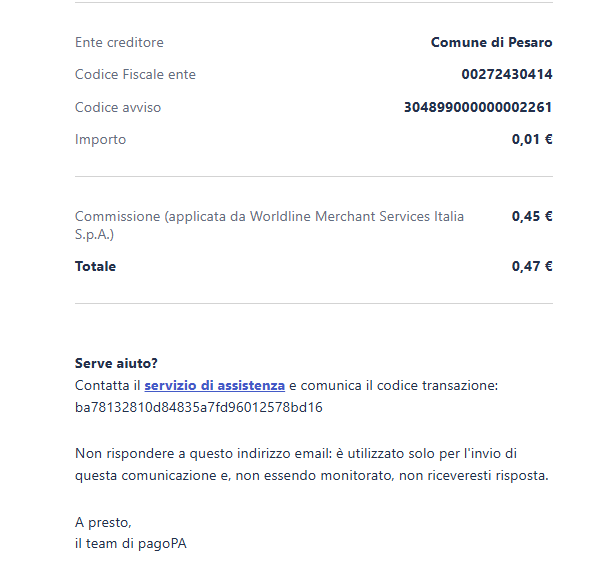 Ente creditore Comune di Pesaro
Codice Fiscale ente 00272430414
Codice avviso 304899000000002261
Importo 0,01 €
Commissione (applicata da Worldline Merchant Services Italia 0,45 €
S.p.A.)
Totale 0,47 €
Serve aiuto?
Contatta il servizio di assistenza e comunica il codice transazione:
ba78132810d84835a7fd96012578bd16
Non rispondere a questo indirizzo email: è utilizzato solo per l'invio di
questa comunicazione e, non essendo monitorato, non riceveresti risposta.
A presto,
il team di pagoPA